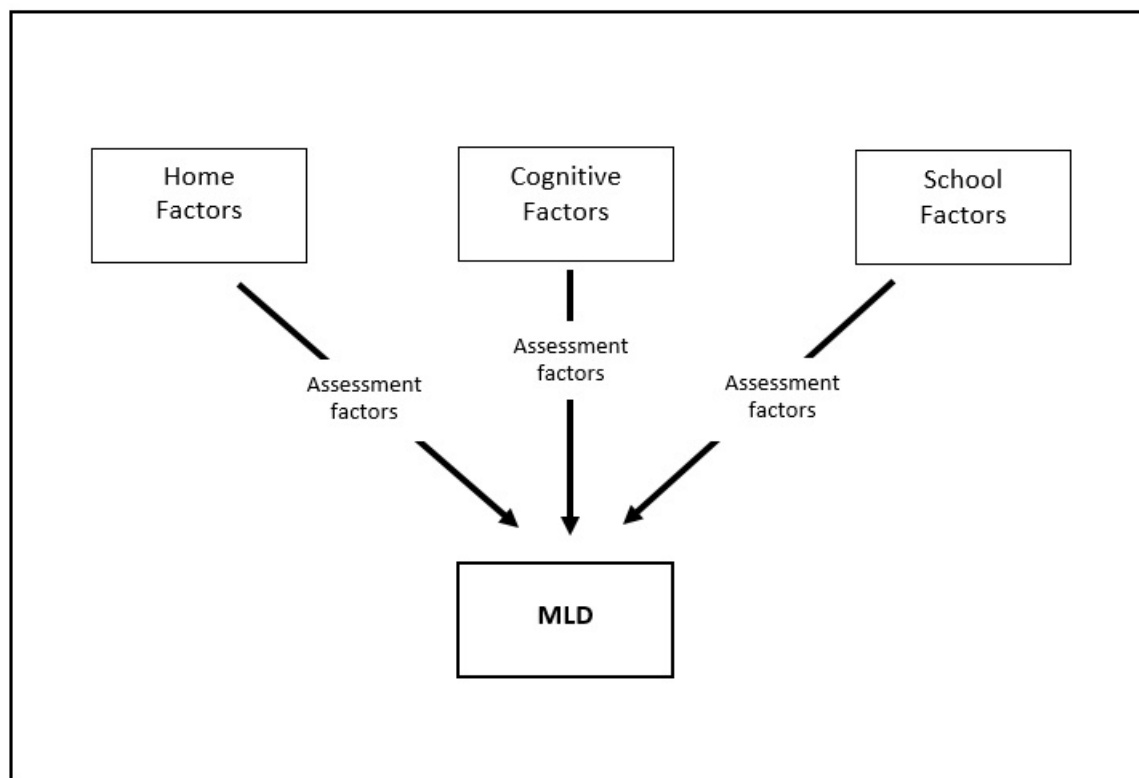 Home
Factors
Cognitive
Factors
School
Factors
Assessment
factors
Assessment
factors
Assessment
factors
MLD